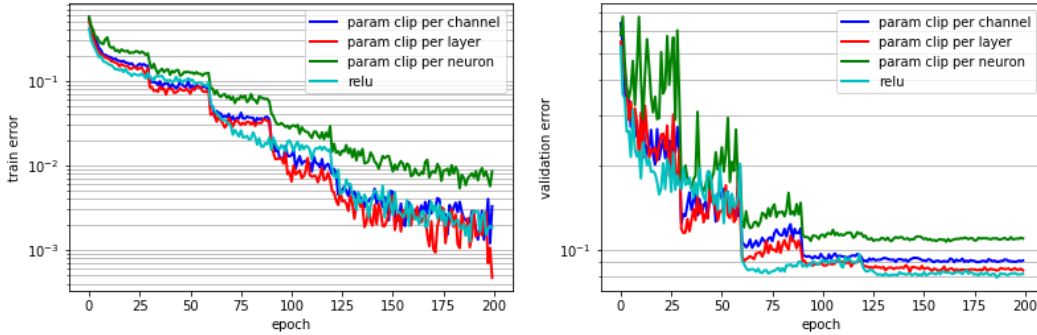 param clip per channel
param clip per layer
param clip per neuron
relu
train error
10⁻¹
10⁻²
10⁻³
0 25 50 75 100 125 150 175 200
epoch
param clip per channel
param clip per layer
param clip per neuron
relu
validation error
10⁻¹
0 25 50 75 100 125 150 175 200
epoch